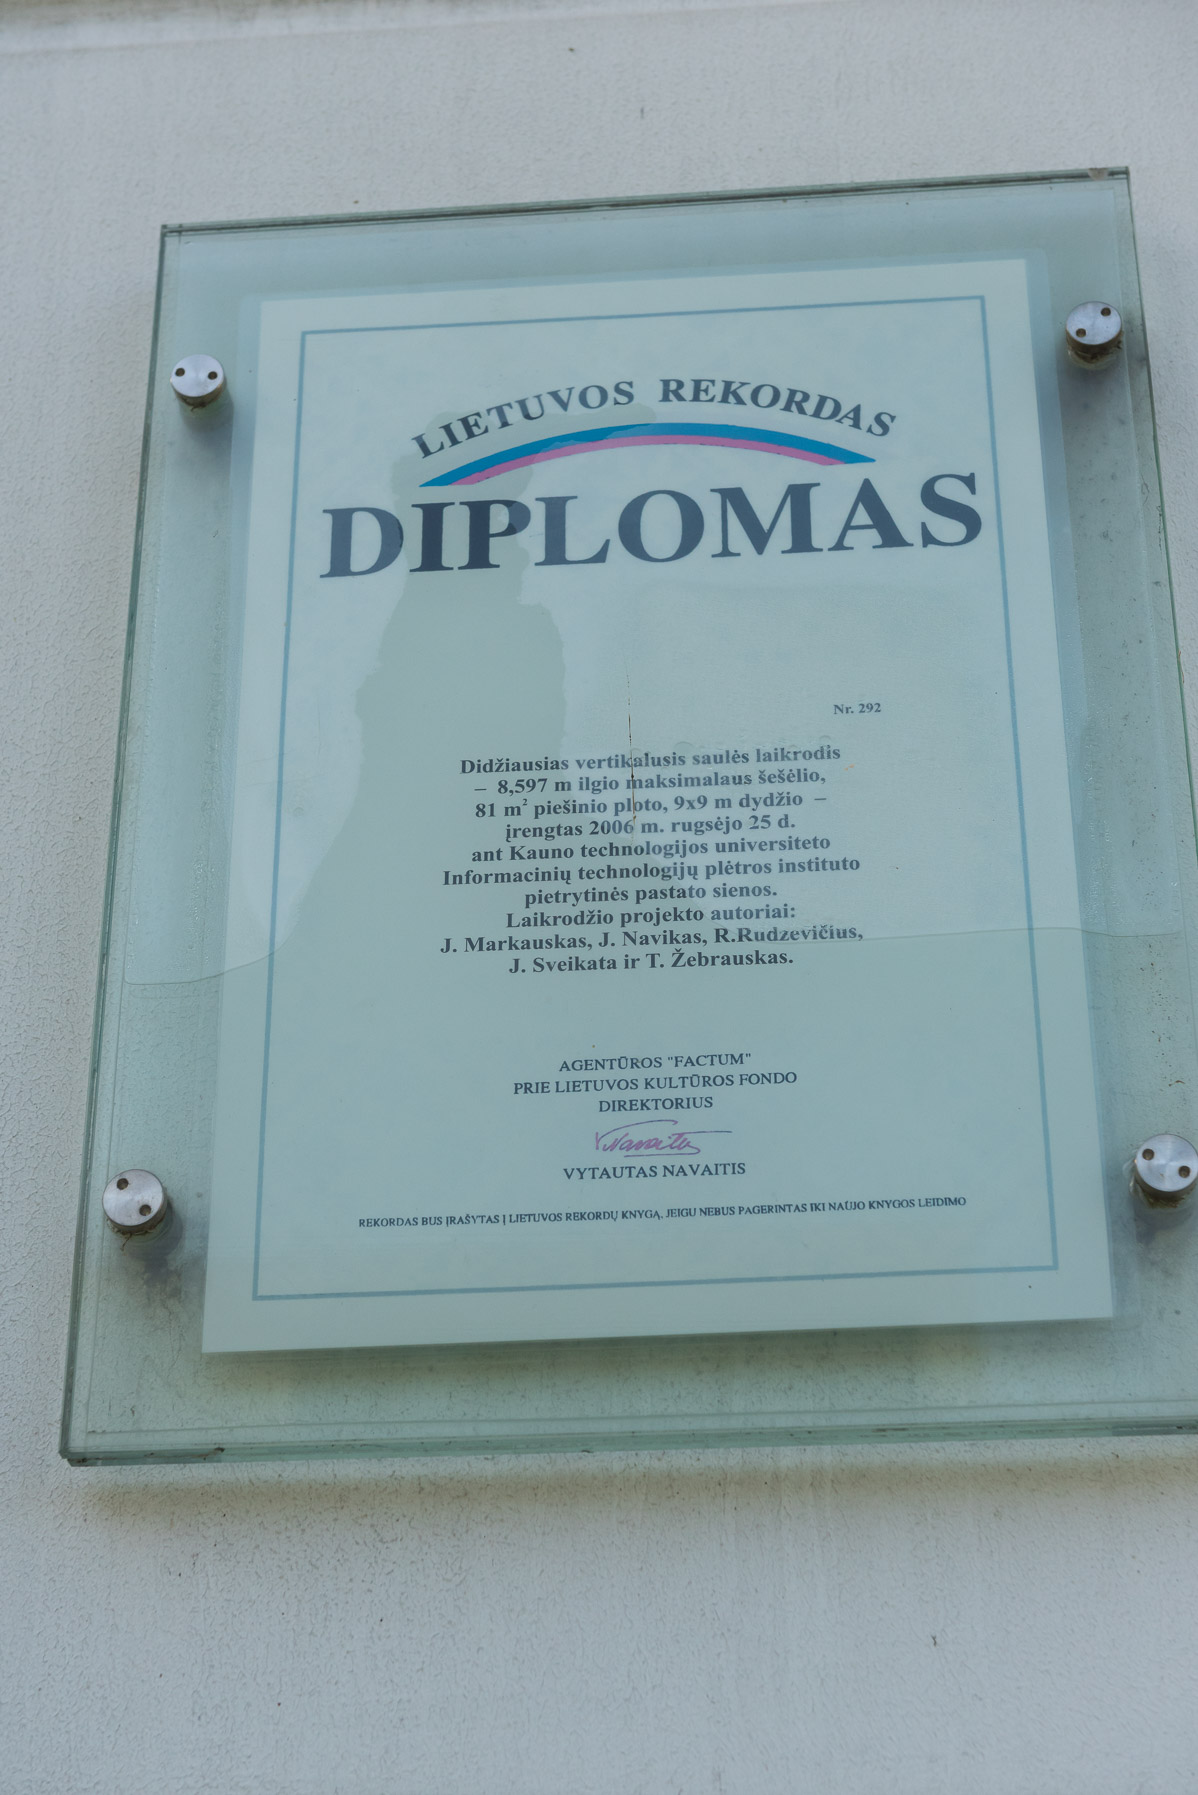 LIETUVOS REKORDAS
DIPLOMAS
Nr. 292
Didžiausias vertikalusis saulės laikrodis
– 8,597 m ilgio maksimalaus šešėlio,
81 m² piešinio ploto, 9x9 m dydžio –
įrengtas 2006 m. rugsėjo 25 d.
ant Kauno technologijos universiteto
Informacinių technologijų plėtros instituto
pietrytinės pastato sienos.
Laikrodžio projekto autoriai:
J. Markauskas, J. Navikas, R.Rudzevičius,
J. Sveikata ir T. Žebrauskas.
AGENTŪROS "FACTUM"
PRIE LIETUVOS KULTŪROS FONDO
DIREKTORIUS
VNavaitis
VYTAUTAS NAVAITIS
REKORDAS BUS ĮRAŠYTAS Į LIETUVOS REKORDŲ KNYGĄ, JEIGU NEBUS PAGERINTAS IKI NAUJO KNYGOS LEIDIMO